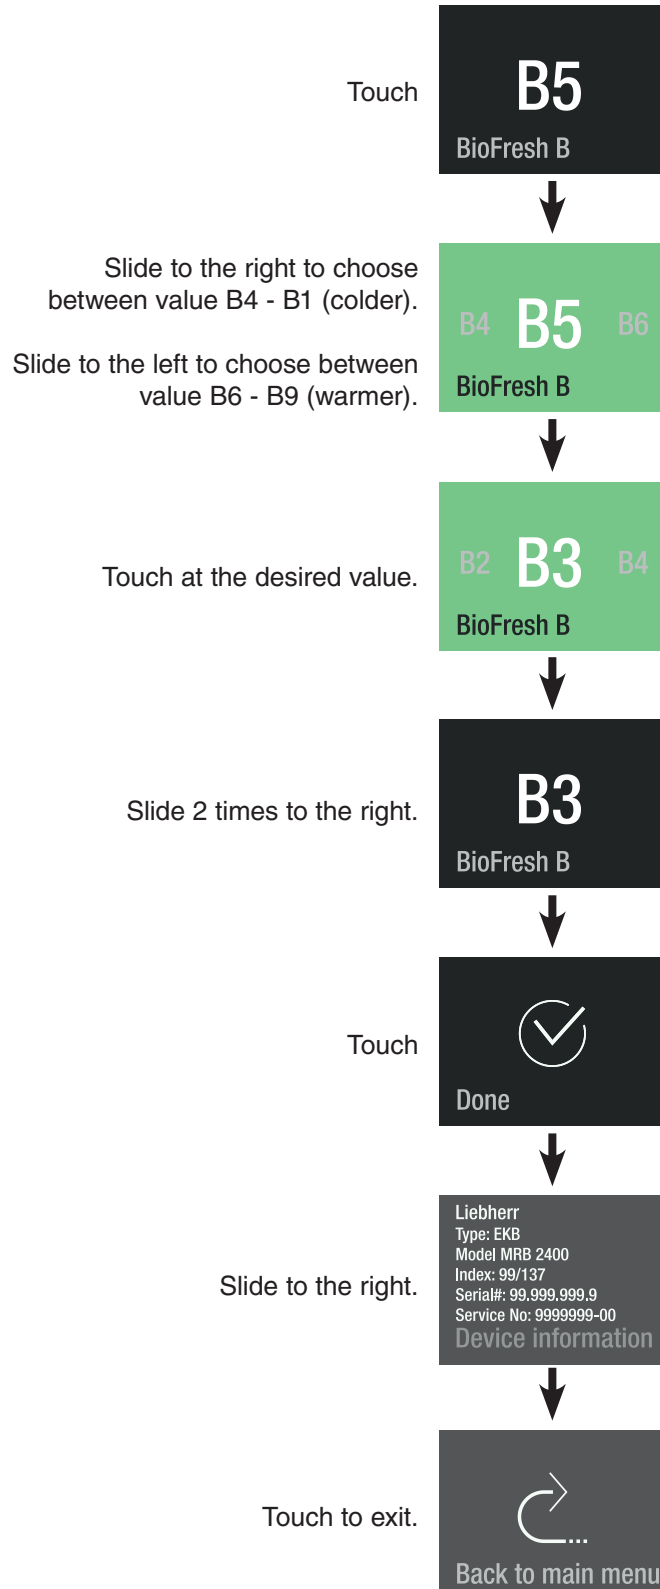 Touch
B5
BioFresh B
Slide to the right to choose
between value B4 - B1 (colder).
Slide to the left to choose between
value B6 - B9 (warmer).
B4 B5 B6
BioFresh B
Touch at the desired value.
B2 B3 B4
BioFresh B
Slide 2 times to the right.
B3
BioFresh B
Touch
Done
Slide to the right.
Liebherr
Type: EKB
Model MRB 2400
Index: 99/137
Serial#: 99.999.999.9
Service No: 9999999-00
Device information
Touch to exit.
Back to main menu